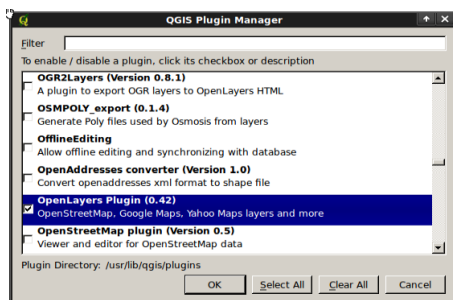 QGIS Plugin Manager
Filter
To enable / disable a plugin, click its checkbox or description
OGR2Layers (Version 0.8.1)
A plugin to export OGR layers to OpenLayers HTML
OSMPOLY_export (0.1.4)
Generate Poly files used by Osmosis from layers
OfflineEditing
Allow offline editing and synchronizing with database
OpenAddresses converter (Version 1.0)
Convert openaddresses xml format to shape file
OpenLayers Plugin (0.42)
OpenStreetMap, Google Maps, Yahoo Maps layers and more
OpenStreetMap plugin (Version 0.5)
Viewer and editor for OpenStreetMap data
Plugin Directory: /usr/lib/qgis/plugins
OK Select All Clear All Cancel